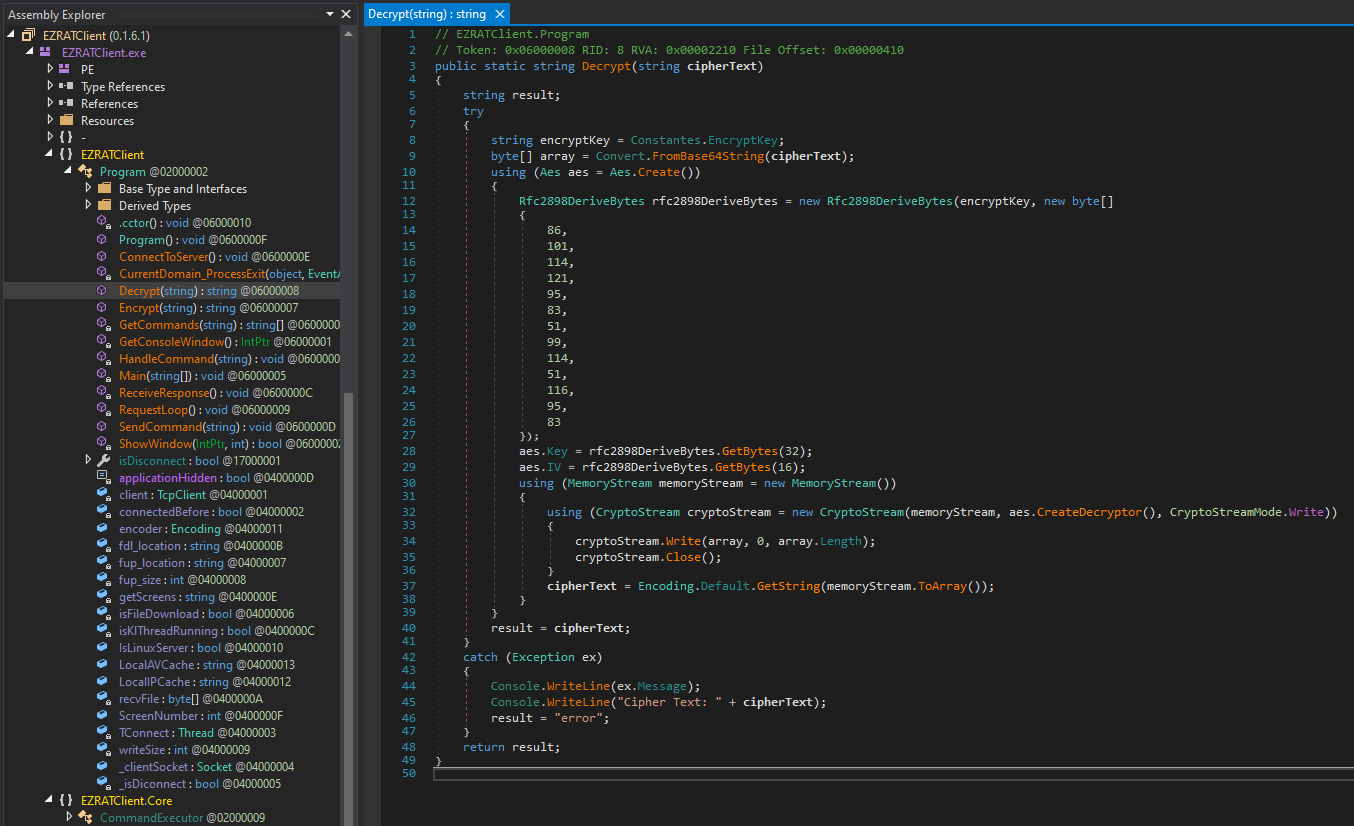 Assembly Explorer
EZRATClient (0.1.6.1)
EZRATClient.exe
PE
Type References
References
Resources
{ } -
{ } EZRATClient
Program @02000002
Base Type and Interfaces
Derived Types
.cctor() : void @06000010
Program() : void @0600000F
ConnectToServer() : void @0600000E
CurrentDomain_ProcessExit(object, EventA
Decrypt(string) : string @06000008
Encrypt(string) : string @06000007
GetCommands(string) : string[] @0600000
GetConsoleWindow() : IntPtr @06000001
HandleCommand(string) : void @0600000
Main(string[]) : void @06000005
ReceiveResponse() : void @0600000C
RequestLoop() : void @06000009
SendCommand(string) : void @0600000D
ShowWindow(IntPtr, int) : bool @06000002
isDisconnect : bool @17000001
applicationHidden : bool @0400000D
client : TcpClient @04000001
connectedBefore : bool @04000002
encoder : Encoding @04000011
fdl_location : string @0400000B
fup_location : string @04000007
fup_size : int @04000008
getScreens : string @0400000E
isFileDownload : bool @04000006
isKlThreadRunning : bool @0400000C
IsLinuxServer : bool @04000010
LocalAVCache : string @04000013
LocalIPCache : string @04000012
recvFile : byte[] @0400000A
ScreenNumber : int @0400000F
TConnect : Thread @04000003
writeSize : int @04000009
_clientSocket : Socket @04000004
_isDiconnect : bool @04000005
{ } EZRATClient.Core
CommandExecutor @02000009
Decrypt(string) : string
1 // EZRATClient.Program
2 // Token: 0x06000008 RID: 8 RVA: 0x00002210 File Offset: 0x00000410
3 public static string Decrypt(string cipherText)
4 {
5 string result;
6 try
7 {
8 string encryptKey = Constantes.EncryptKey;
9 byte[] array = Convert.FromBase64String(cipherText);
10 using (Aes aes = Aes.Create())
11 {
12 Rfc2898DeriveBytes rfc2898DeriveBytes = new Rfc2898DeriveBytes(encryptKey, new byte[]
13 {
14 86,
15 101,
16 114,
17 121,
18 95,
19 83,
20 51,
21 99,
22 114,
23 51,
24 116,
25 95,
26 83
27 });
28 aes.Key = rfc2898DeriveBytes.GetBytes(32);
29 aes.IV = rfc2898DeriveBytes.GetBytes(16);
30 using (MemoryStream memoryStream = new MemoryStream())
31 {
32 using (CryptoStream cryptoStream = new CryptoStream(memoryStream, aes.CreateDecryptor(), CryptoStreamMode.Write))
33 {
34 cryptoStream.Write(array, 0, array.Length);
35 cryptoStream.Close();
36 }
37 cipherText = Encoding.Default.GetString(memoryStream.ToArray());
38 }
39 }
40 result = cipherText;
41 }
42 catch (Exception ex)
43 {
44 Console.WriteLine(ex.Message);
45 Console.WriteLine("Cipher Text: " + cipherText);
46 result = "error";
47 }
48 return result;
49 }
50